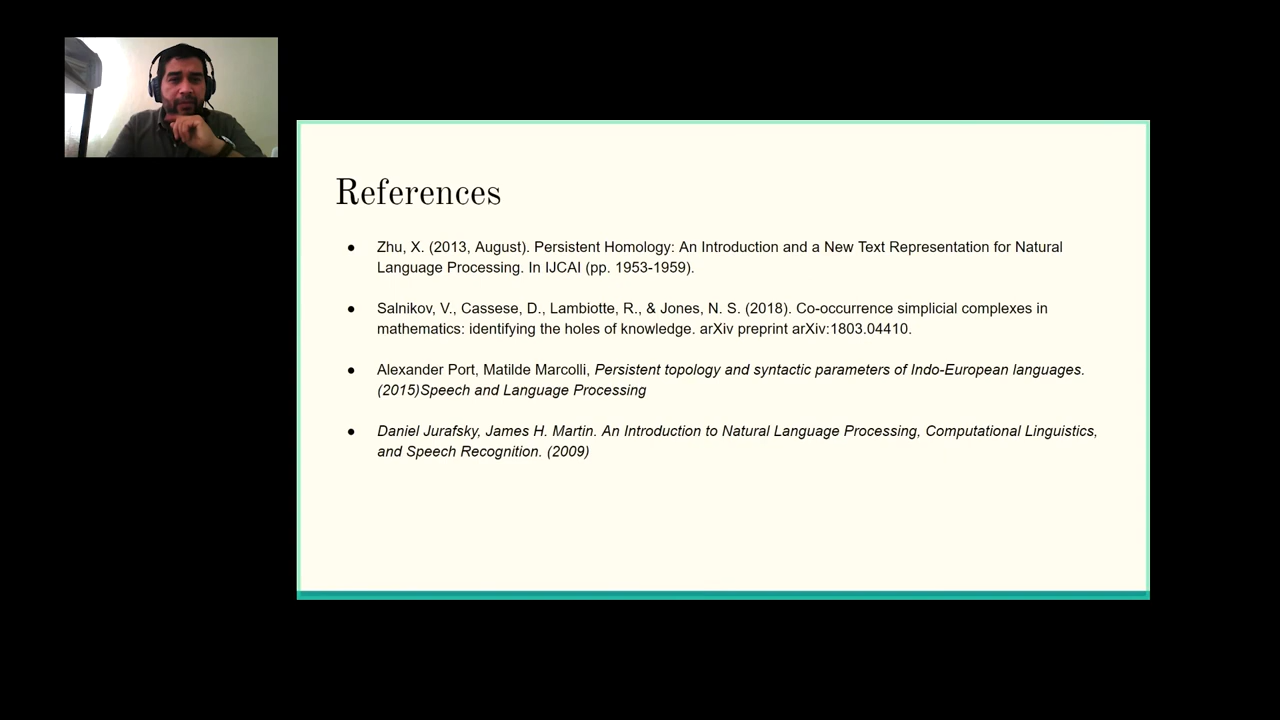 References
● Zhu, X. (2013, August). Persistent Homology: An Introduction and a New Text Representation for Natural
Language Processing. In IJCAI (pp. 1953-1959).
● Salnikov, V., Cassese, D., Lambiotte, R., & Jones, N. S. (2018). Co-occurrence simplicial complexes in
mathematics: identifying the holes of knowledge. arXiv preprint arXiv:1803.04410.
● Alexander Port, Matilde Marcolli, Persistent topology and syntactic parameters of Indo-European languages.
(2015)Speech and Language Processing
● Daniel Jurafsky, James H. Martin. An Introduction to Natural Language Processing, Computational Linguistics,
and Speech Recognition. (2009)